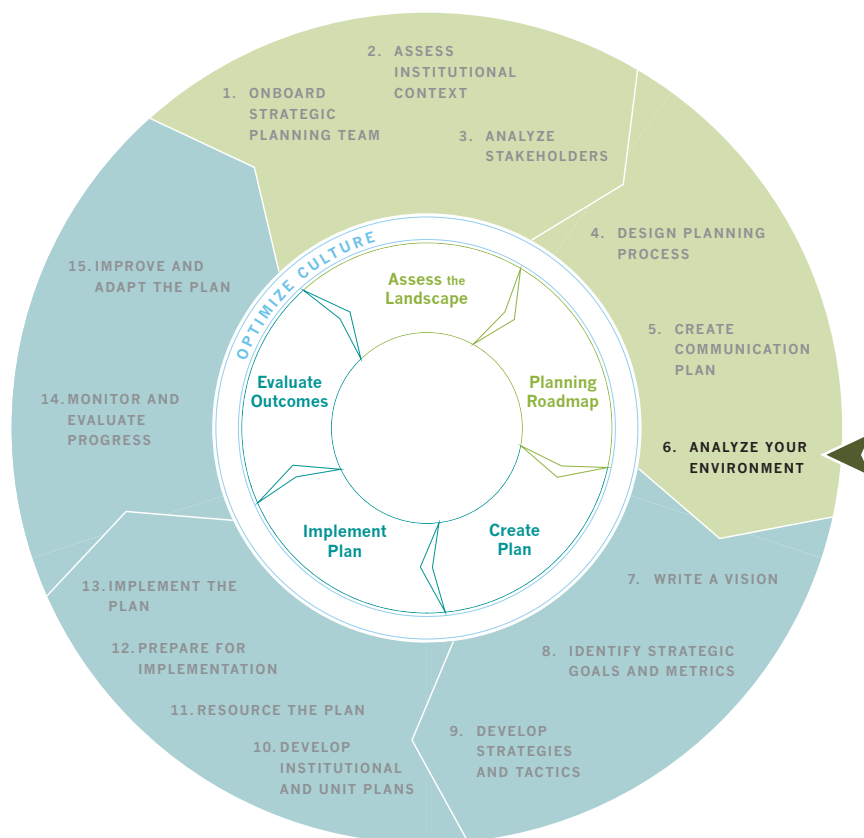 1. ONBOARD
STRATEGIC
PLANNING TEAM
2. ASSESS
INSTITUTIONAL
CONTEXT
3. ANALYZE
STAKEHOLDERS
4. DESIGN PLANNING
PROCESS
5. CREATE
COMMUNICATION
PLAN
6. ANALYZE YOUR
ENVIRONMENT
7. WRITE A VISION
8. IDENTIFY STRATEGIC
GOALS AND METRICS
9. DEVELOP
STRATEGIES
AND TACTICS
10. DEVELOP
INSTITUTIONAL
AND UNIT PLANS
11. RESOURCE THE PLAN
12. PREPARE FOR
IMPLEMENTATION
13. IMPLEMENT THE
PLAN
14. MONITOR AND
EVALUATE
PROGRESS
15. IMPROVE AND
ADAPT THE PLAN
OPTIMIZE CULTURE
Assess the
Landscape
Planning
Roadmap
Create
Plan
Implement
Plan
Evaluate
Outcomes